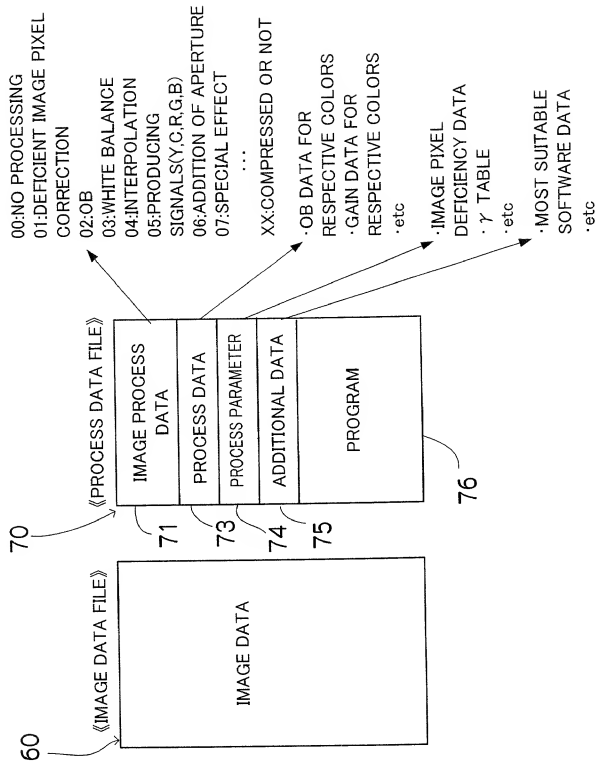 60
《IMAGE DATA FILE》
IMAGE DATA
70
《PROCESS DATA FILE》
IMAGE PROCESS
DATA
71
PROCESS DATA
73
PROCESS PARAMETER
74
ADDITIONAL DATA
75
PROGRAM
76
00:NO PROCESSING
01:DEFICIENT IMAGE PIXEL
CORRECTION
02:OB
03:WHITE BALANCE
04:INTERPOLATION
05:PRODUCING
SIGNALS(Y,C,R,G,B)
06:ADDITION OF APERTURE
07:SPECIAL EFFECT
...
XX:COMPRESSED OR NOT
·OB DATA FOR
RESPECTIVE COLORS
·GAIN DATA FOR
RESPECTIVE COLORS
·etc
·IMAGE PIXEL
DEFICIENCY DATA
·γ TABLE
·etc
·MOST SUITABLE
SOFTWARE DATA
·etc